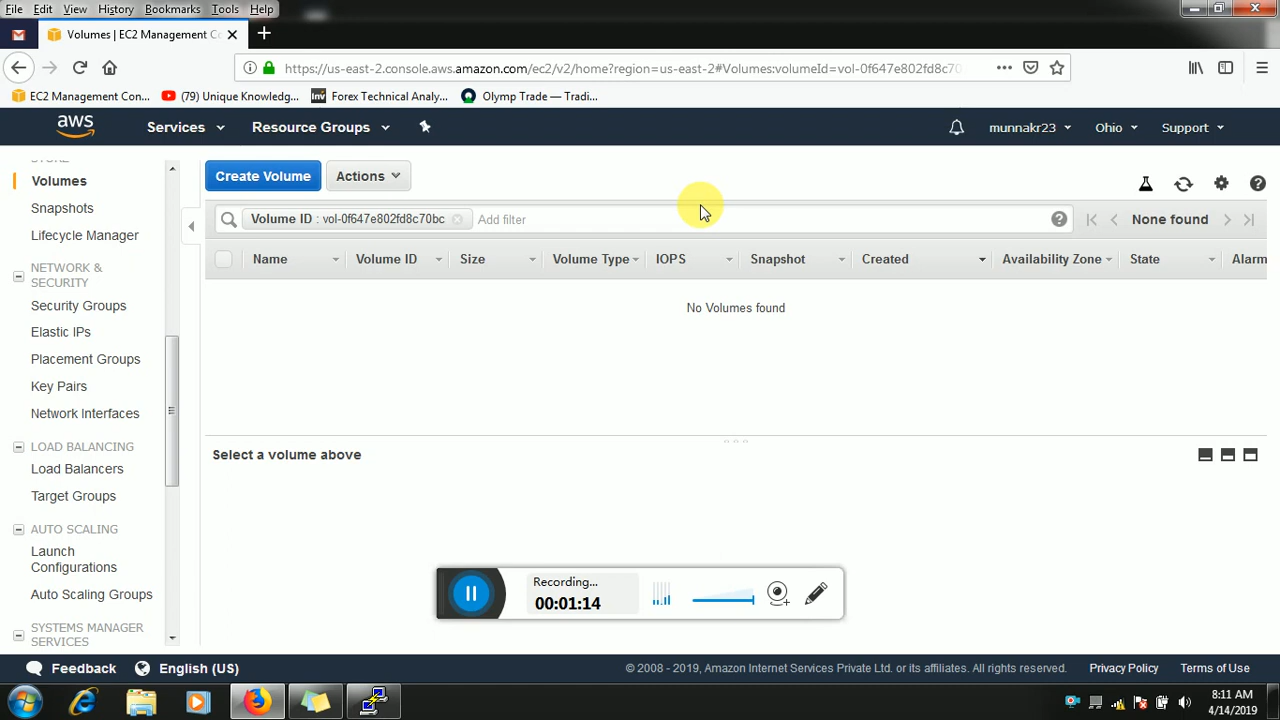 File Edit View History Bookmarks Tools Help
Volumes | EC2 Management Co
https://us-east-2.console.aws.amazon.com/ec2/v2/home?region=us-east-2#Volumes:volumeId=vol-0f647e802fd8c70
EC2 Management Con... (79) Unique Knowledg... Inv Forex Technical Analy... Olymp Trade — Tradi...
aws Services Resource Groups munnakr23 Ohio Support
STORE
Volumes
Snapshots
Lifecycle Manager
NETWORK &
SECURITY
Security Groups
Elastic IPs
Placement Groups
Key Pairs
Network Interfaces
LOAD BALANCING
Load Balancers
Target Groups
AUTO SCALING
Launch
Configurations
Auto Scaling Groups
SYSTEMS MANAGER
SERVICES
Create Volume Actions
Volume ID : vol-0f647e802fd8c70bc Add filter None found
Name Volume ID Size Volume Type IOPS Snapshot Created Availability Zone State Alarm
No Volumes found
Select a volume above
Recording...
00:01:14
Feedback English (US) © 2008 - 2019, Amazon Internet Services Private Ltd. or its affiliates. All rights reserved. Privacy Policy Terms of Use
8:11 AM
4/14/2019